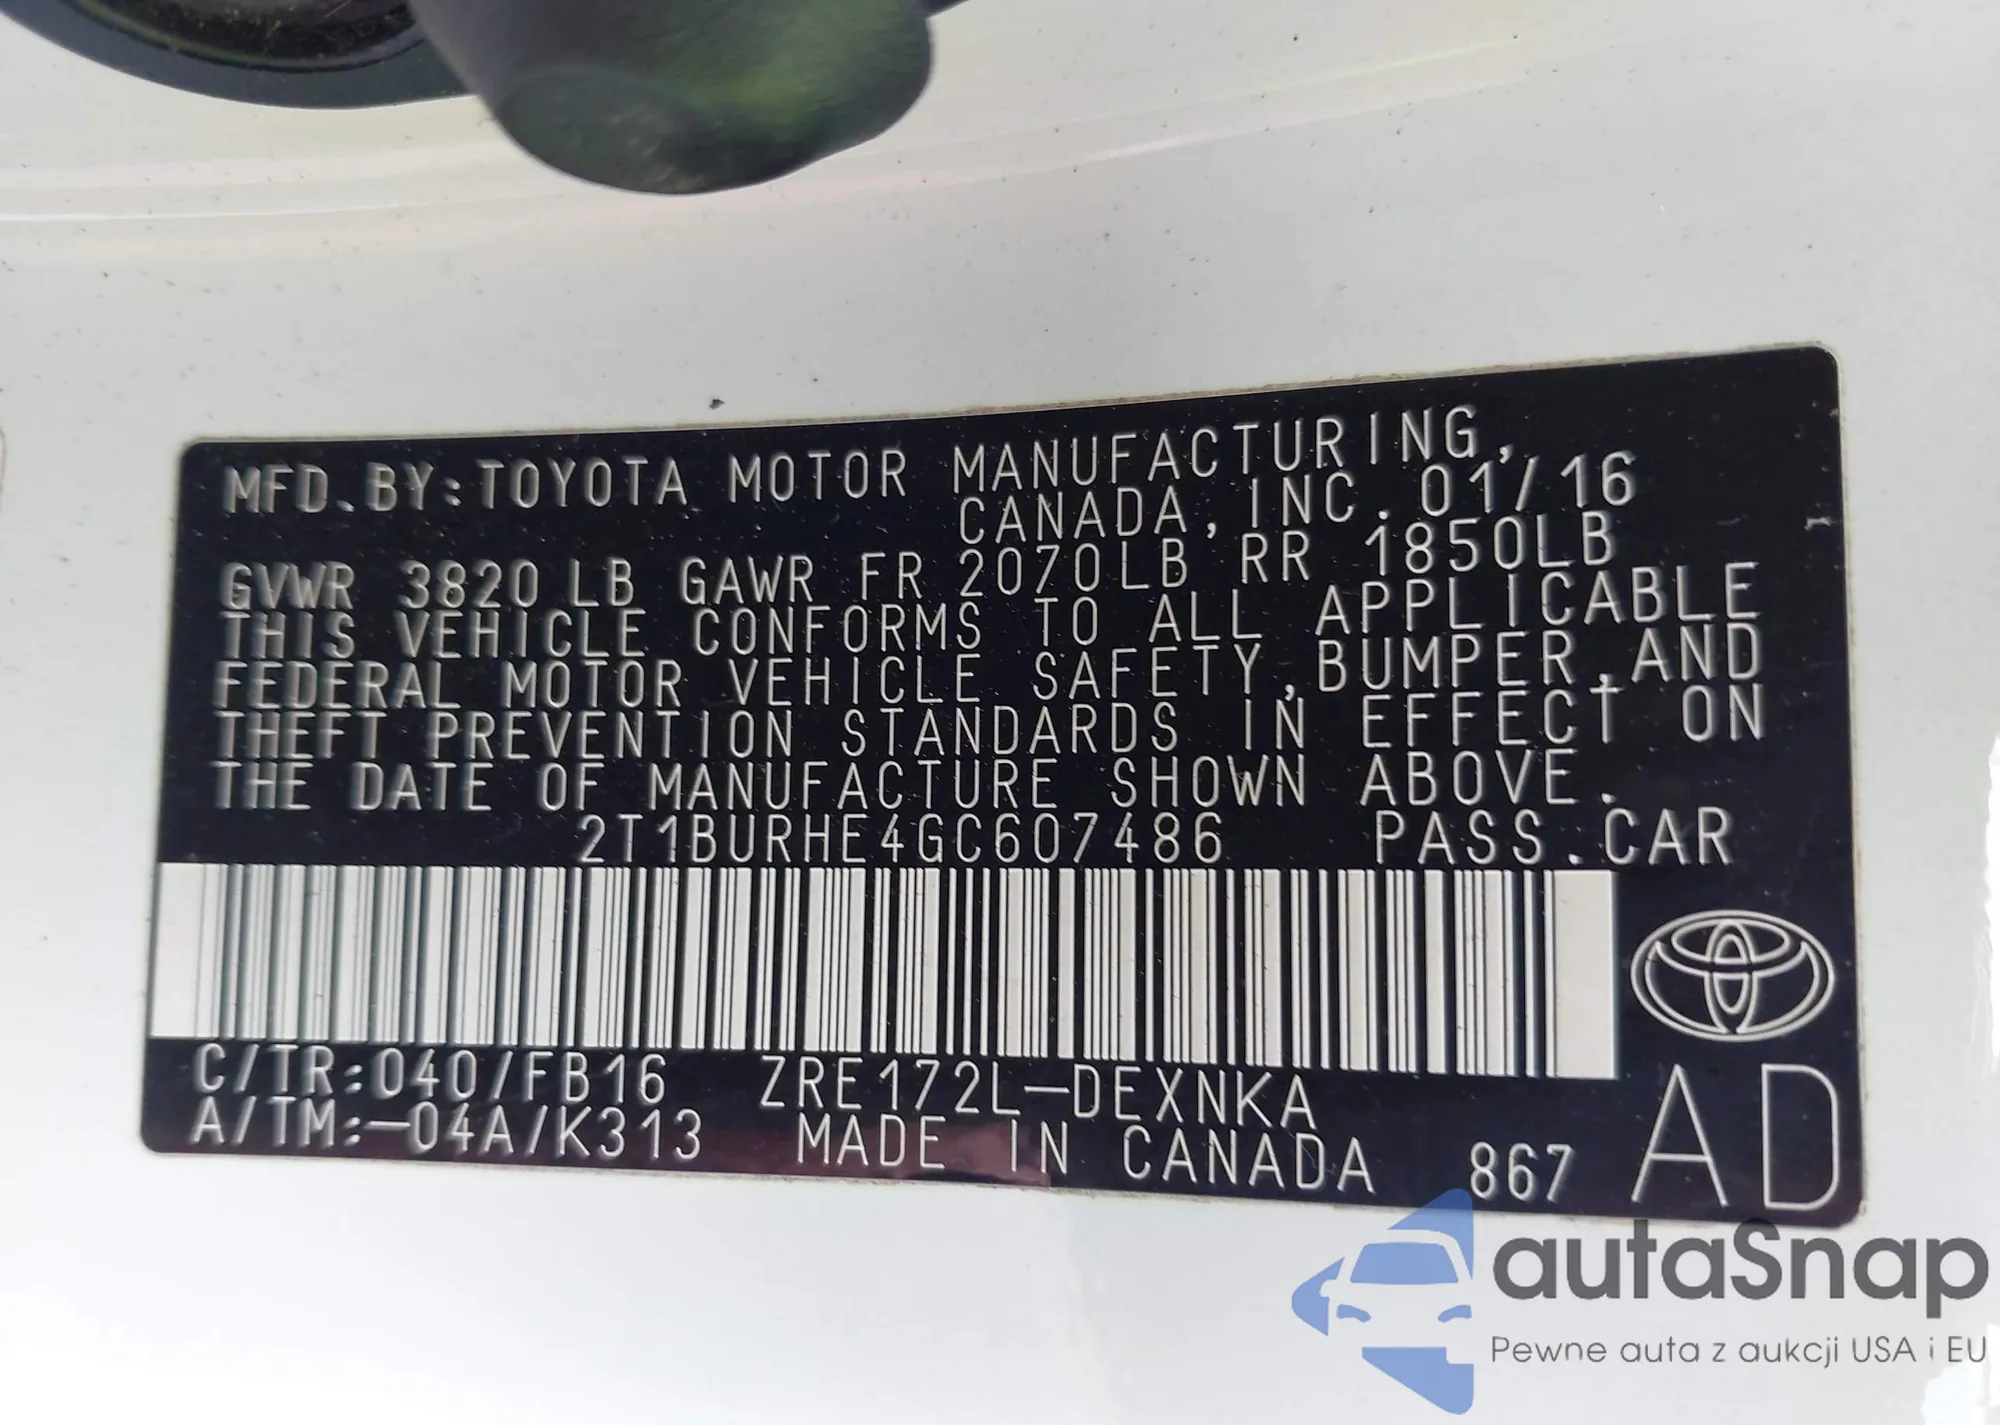 MFD. BY: TOYOTA MOTOR MANUFACTURING,
CANADA, INC. 01/16
GVWR 3820 LB GAWR FR 2070LB RR 1850LB
THIS VEHICLE CONFORMS TO ALL APPLICABLE
FEDERAL MOTOR VEHICLE SAFETY, BUMPER, AND
THEFT PREVENTION STANDARDS IN EFFECT ON
THE DATE OF MANUFACTURE SHOWN ABOVE.
2T1BURHE4GC607486 PASS. CAR
C/TR:040/FB16 ZRE172L-DEXNKA
A/TM:-04A/K313 MADE IN CANADA 867 AD
autaSnap
Pewne auta z aukcji USA i EU